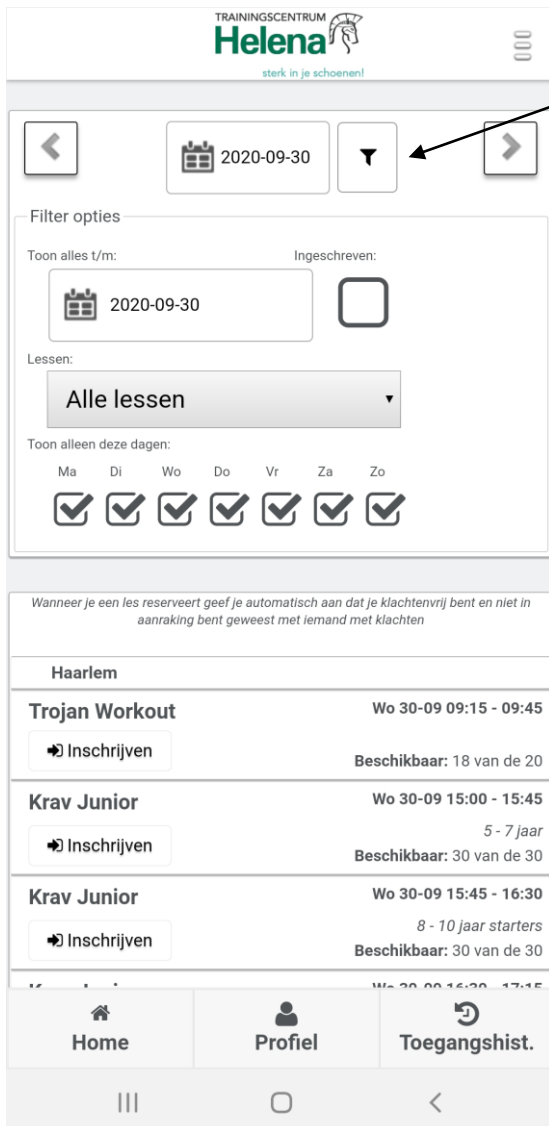 TRAININGSCENTRUM
Helena
sterk in je schoenen!
2020-09-30
Filter opties
Toon alles t/m: Ingeschreven:
2020-09-30
Lessen:
Alle lessen
Toon alleen deze dagen:
Ma Di Wo Do Vr Za Zo
Wanneer je een les reserveert geef je automatisch aan dat je klachtenvrij bent en niet in
aanraking bent geweest met iemand met klachten
Haarlem
Trojan Workout Wo 30-09 09:15 - 09:45
Inschrijven
Beschikbaar: 18 van de 20
Krav Junior Wo 30-09 15:00 - 15:45
5 - 7 jaar
Inschrijven
Beschikbaar: 30 van de 30
Krav Junior Wo 30-09 15:45 - 16:30
8 - 10 jaar starters
Inschrijven
Beschikbaar: 30 van de 30
Home Profiel Toegangshist.